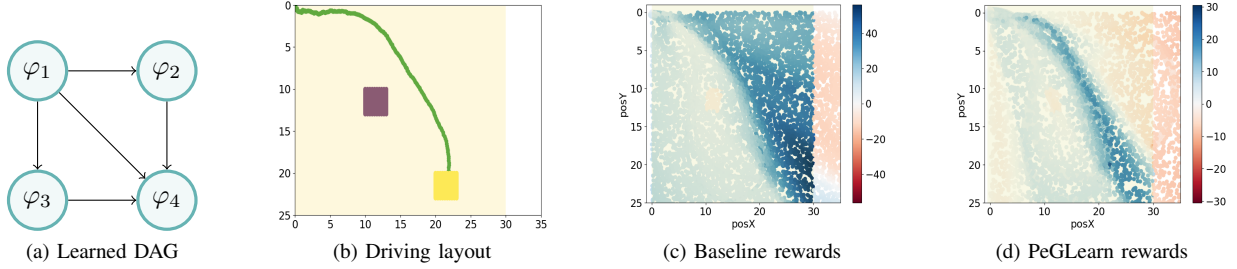 φ1
φ2
φ3
φ4
(a) Learned DAG
0
5
10
15
20
25
0 5 10 15 20 25 30 35
(b) Driving layout
posY
0
5
10
15
20
25
0 10 20 30
posX
40
20
0
−20
−40
(c) Baseline rewards
posY
0
5
10
15
20
25
0 10 20 30
posX
30
20
10
0
−10
−20
−30
(d) PeGLearn rewards